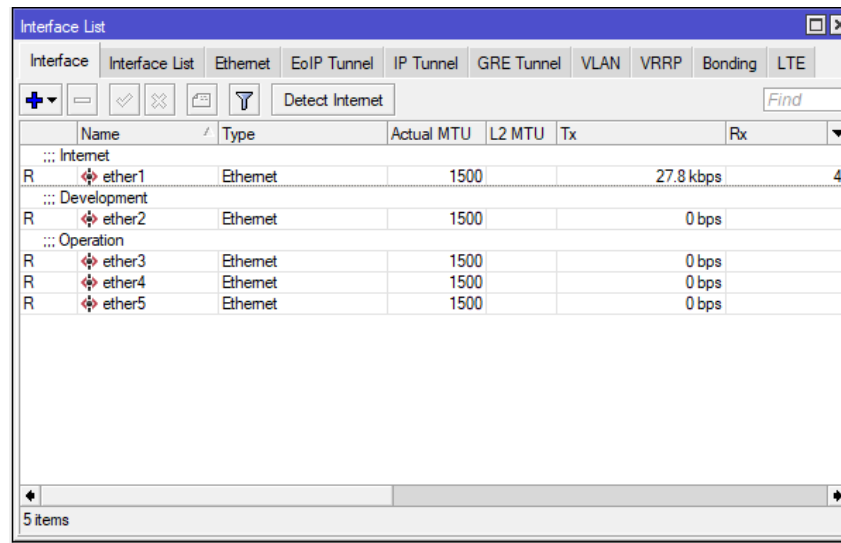 Interface List
Interface Interface List Ethernet EoIP Tunnel IP Tunnel GRE Tunnel VLAN VRRP Bonding LTE
Detect Internet Find
Name Type Actual MTU L2 MTU Tx Rx
;;; Internet
R ether1 Ethernet 1500 27.8 kbps 4
;;; Development
R ether2 Ethernet 1500 0 bps
;;; Operation
R ether3 Ethernet 1500 0 bps
R ether4 Ethernet 1500 0 bps
R ether5 Ethernet 1500 0 bps
5 items